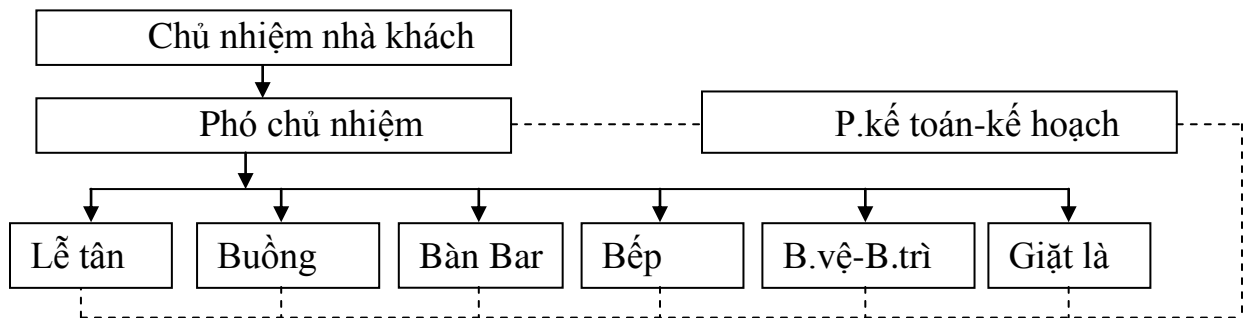 Chủ nhiệm nhà khách
Phó chủ nhiệm
P.kế toán-kế hoạch
Lễ tân
Buồng
Bàn Bar
Bếp
B.vệ-B.trì
Giặt là